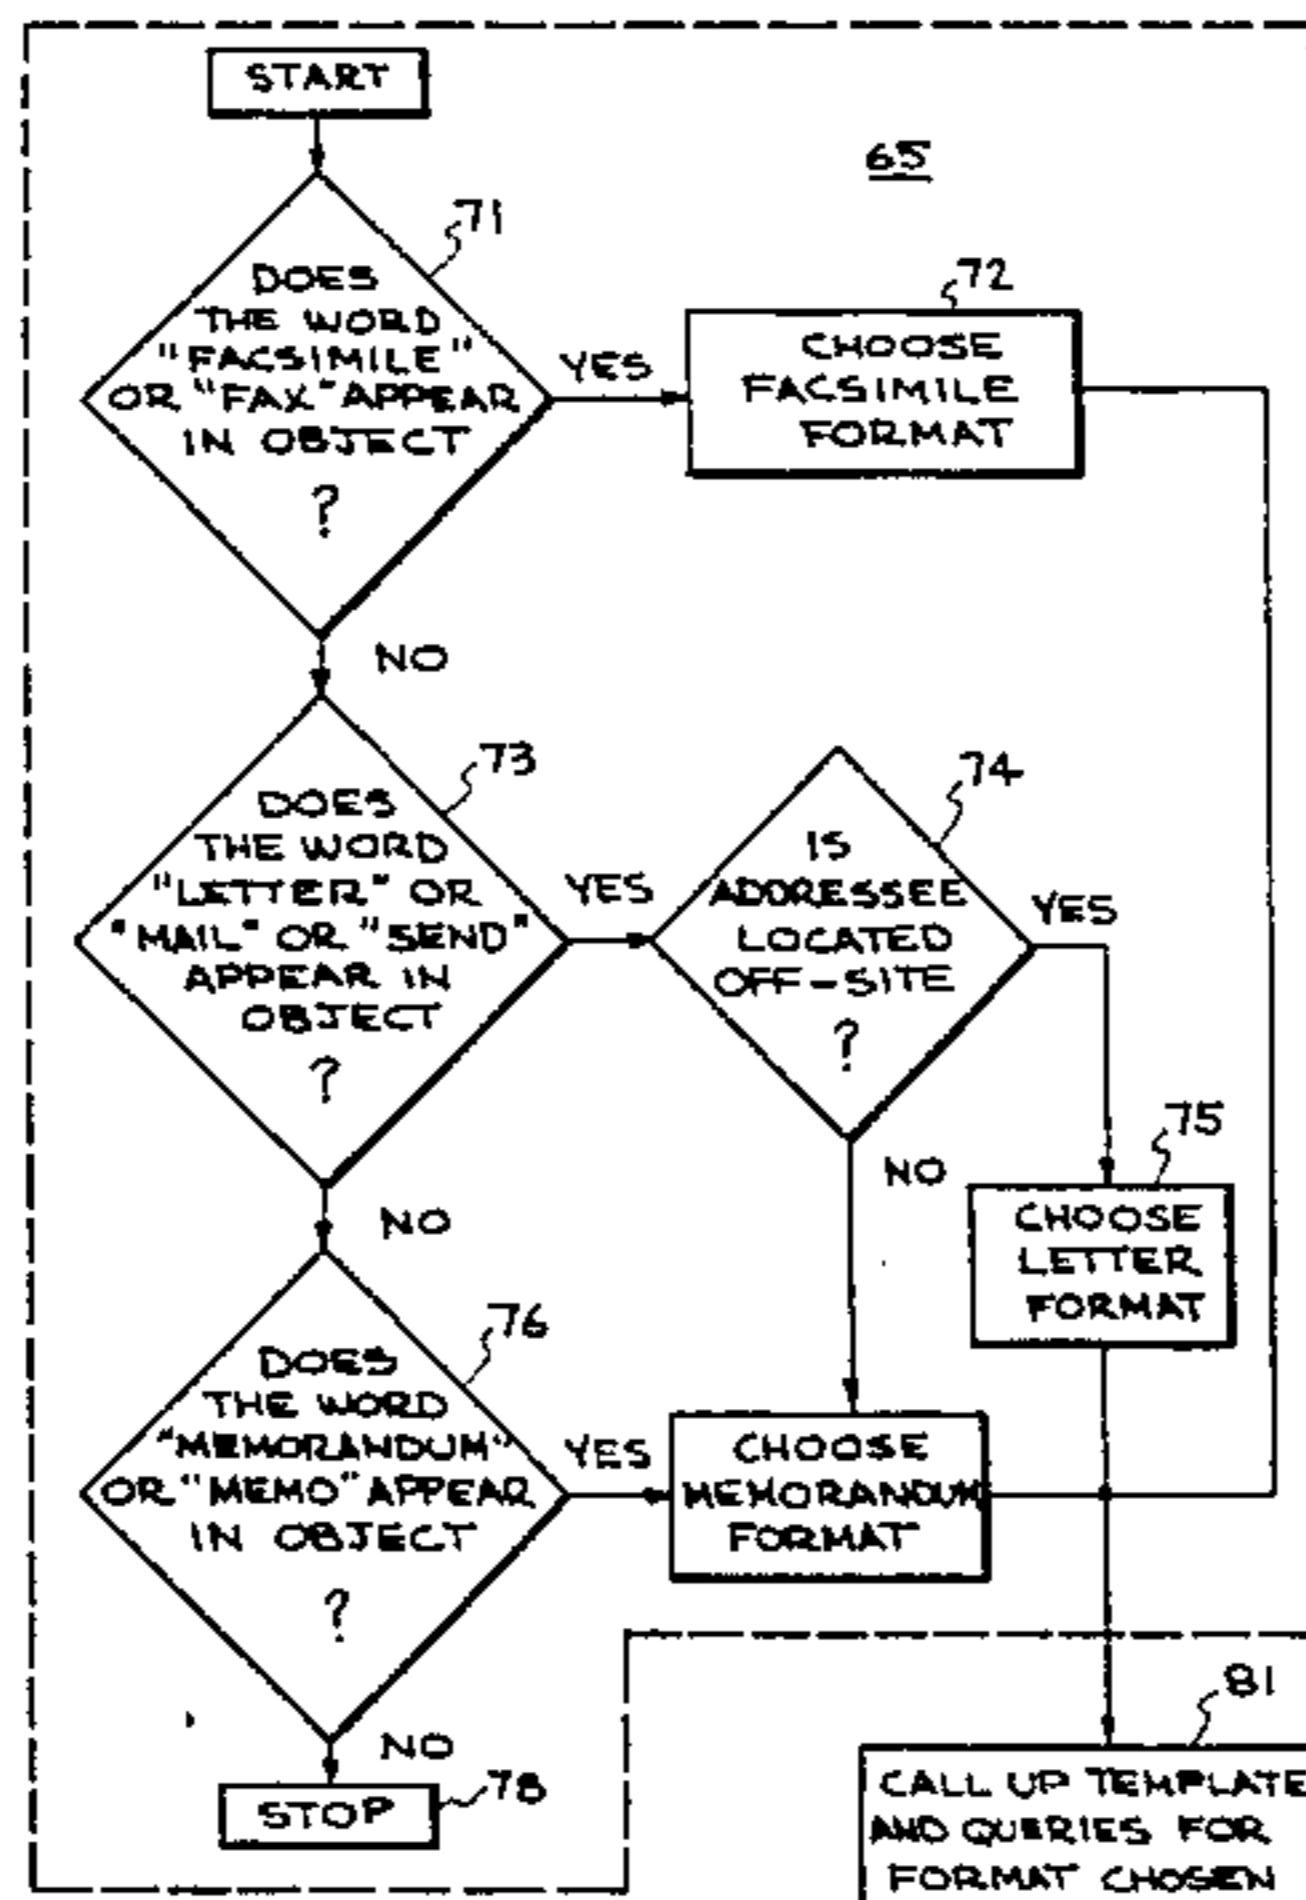 START
65
71
DOES
THE WORD
"FACSIMILE"
OR "FAX" APPEAR
IN OBJECT
?
YES
72
CHOOSE
FACSIMILE
FORMAT
NO
73
DOES
THE WORD
"LETTER" OR
"MAIL" OR "SEND"
APPEAR IN
OBJECT
?
YES
74
IS
ADDRESSEE
LOCATED
OFF-SITE
?
YES
NO
75
CHOOSE
LETTER
FORMAT
NO
76
DOES
THE WORD
"MEMORANDUM"
OR "MEMO" APPEAR
IN OBJECT
?
YES
CHOOSE
MEMORANDUM
FORMAT
NO
STOP
78
81
CALL UP TEMPLATE
AND QUERIES FOR
FORMAT CHOSEN